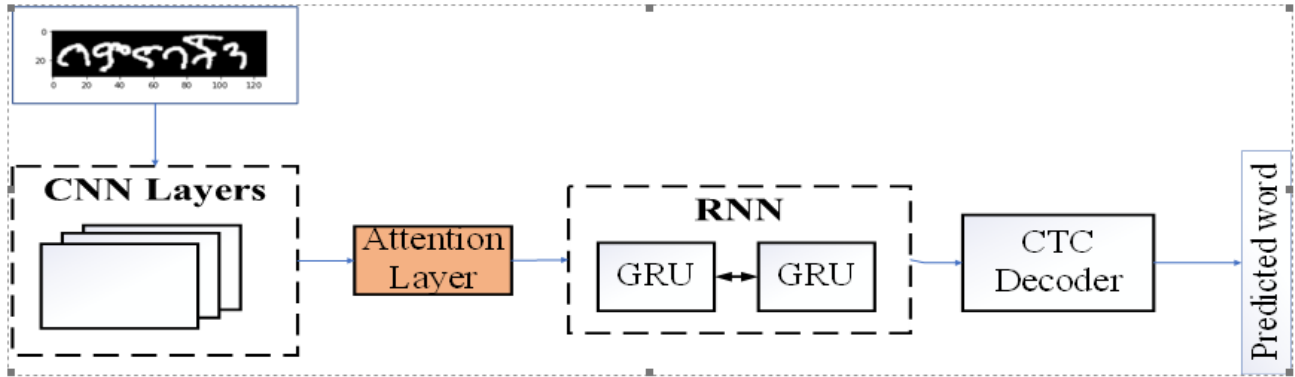 0
20
0 20 40 60 80 100 120
CNN Layers
Attention
Layer
RNN
GRU
GRU
CTC
Decoder
Predicted word